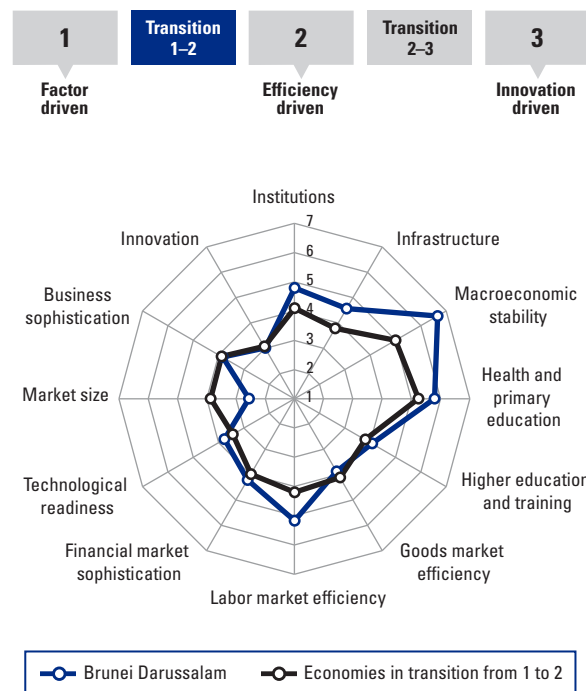 1
Transition
1–2
2
Transition
2–3
3
Factor
driven
Efficiency
driven
Innovation
driven
Institutions
7
6
5
4
3
2
1
Innovation
Infrastructure
Business
sophistication
Macroeconomic
stability
Market size
Health and
primary
education
Technological
readiness
Higher education
and training
Financial market
sophistication
Goods market
efficiency
Labor market efficiency
Brunei Darussalam
Economies in transition from 1 to 2